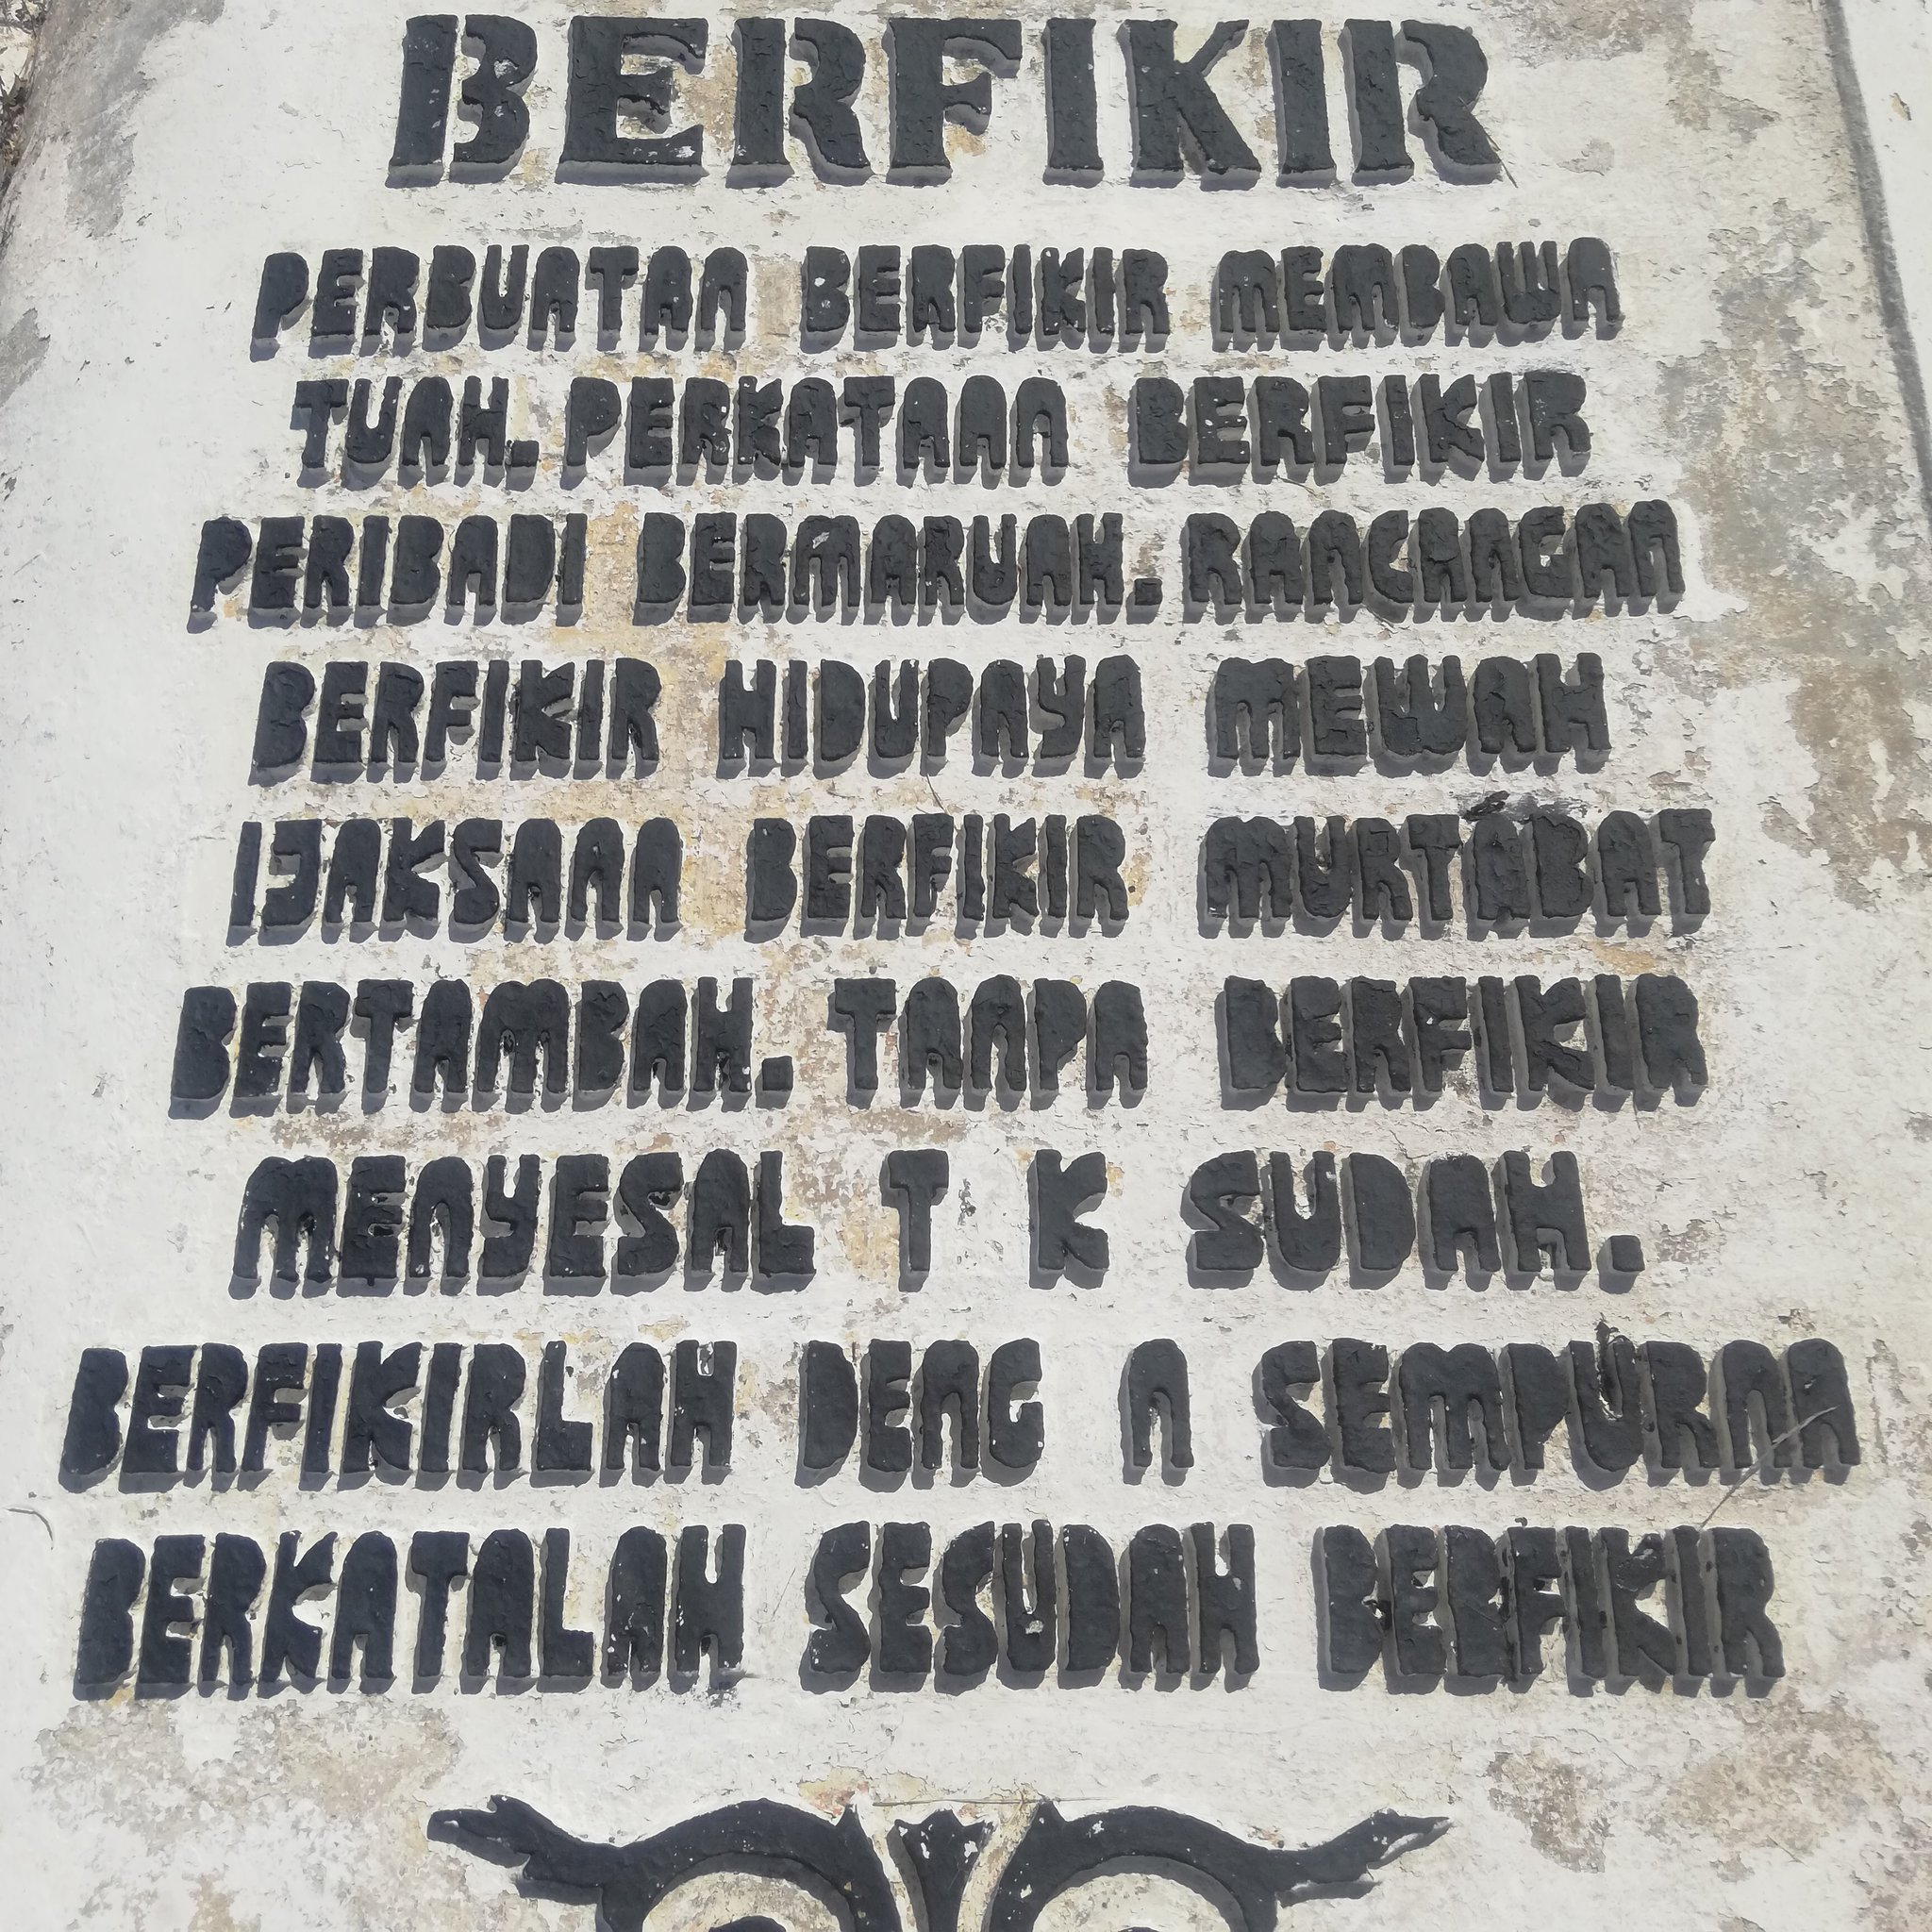 BERFIKIR
PERBUATAN BERFIKIR MEMBAWA
TUAH. PERKATAAN BERFIKIR
PERIBADI BERMARUAH. RANCANGAN
BERFIKIR HIDUPAYA MEWAH
IJAKSANA BERFIKIR MURTABAT
BERTAMBAH. TANPA BERFIKIR
MENYESAL T K SUDAH.
BERFIKIRLAH DENG N SEMPURNA
BERKATALAH SESUDAH BERFIKIR